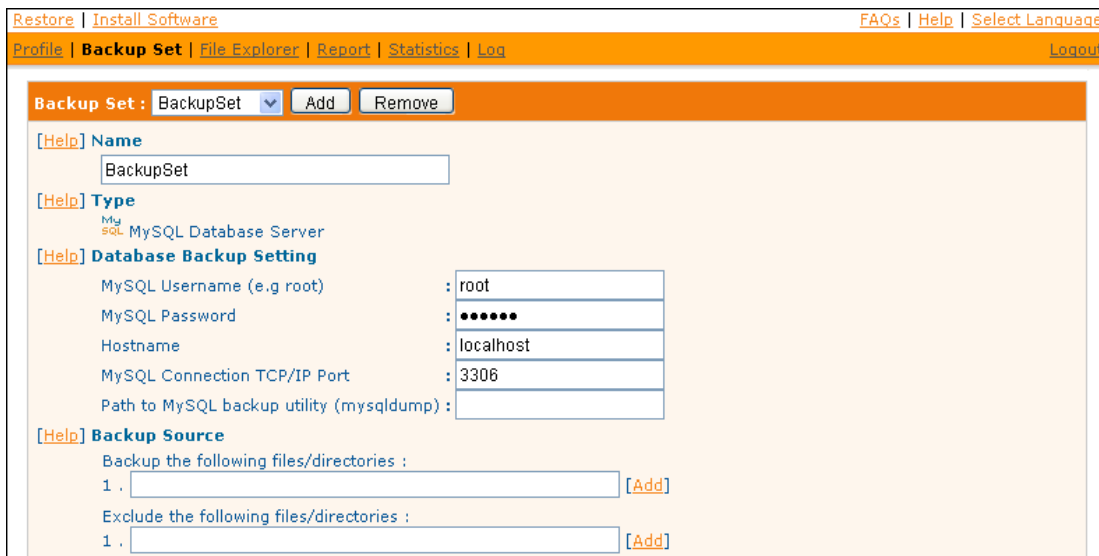 Restore | Install Software FAQs | Help | Select Language
Profile | Backup Set | File Explorer | Report | Statistics | Log Logout
Backup Set : BackupSet Add Remove
[Help] Name
BackupSet
[Help] Type
My SQL MySQL Database Server
[Help] Database Backup Setting
MySQL Username (e.g root) : root
MySQL Password : ●●●●●●
Hostname : localhost
MySQL Connection TCP/IP Port : 3306
Path to MySQL backup utility (mysqldump) :
[Help] Backup Source
Backup the following files/directories :
1 . [Add]
Exclude the following files/directories :
1 . [Add]